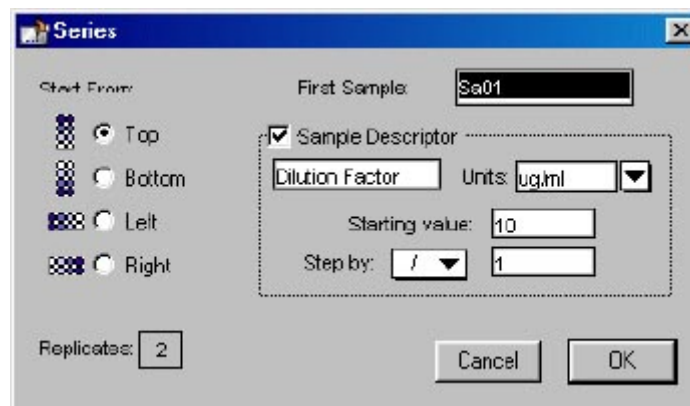 Series
Start From:
First Sample: Sa01
Top
Bottom
Left
Right
Sample Descriptor
Dilution Factor Units: ug/ml
Starting value: 10
Step by: / 1
Replicates: 2
Cancel OK